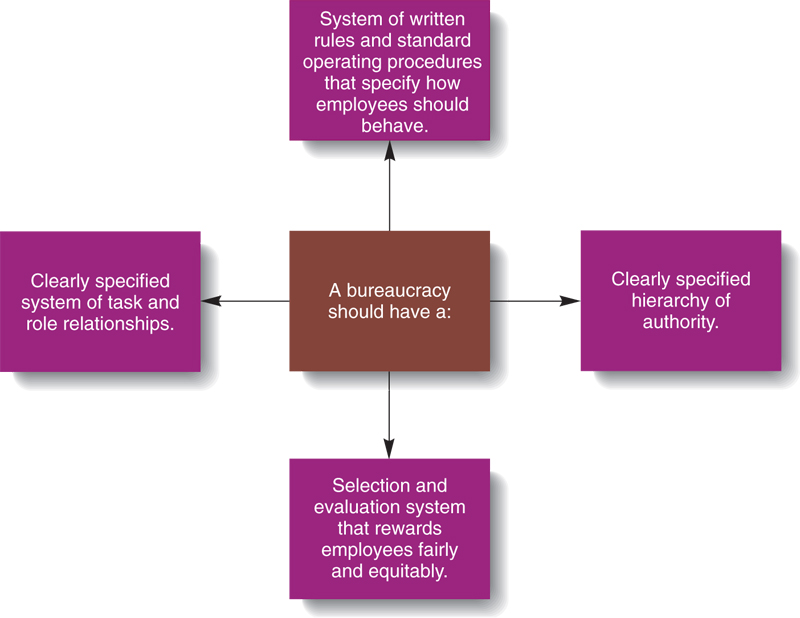 System of written
rules and standard
operating procedures
that specify how
employees should
behave.
Clearly specified
system of task and
role relationships.
A bureaucracy
should have a:
Clearly specified
hierarchy of
authority.
Selection and
evaluation system
that rewards
employees fairly
and equitably.